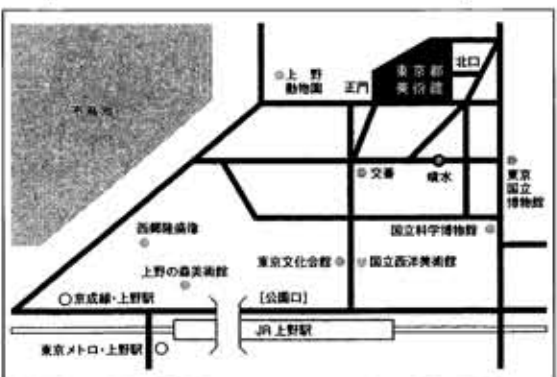 不忍池
上野
動物園
正門
東京都
美術館
北口
交番
噴水
東京
国立
博物館
西郷隆盛像
国立科学博物館
上野の森美術館
東京文化会館
国立西洋美術館
京成線・上野駅
[公園口]
JR上野駅
東京メトロ・上野駅